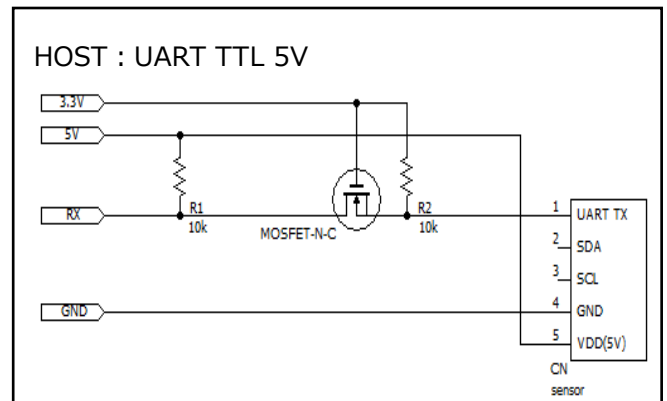 HOST : UART TTL 5V
3.3V
5V
R1
10k
R2
10k
MOSFET-N-C
RX
GND
1 UART TX
2 SDA
3 SCL
4 GND
5 VDD(5V)
CN
sensor